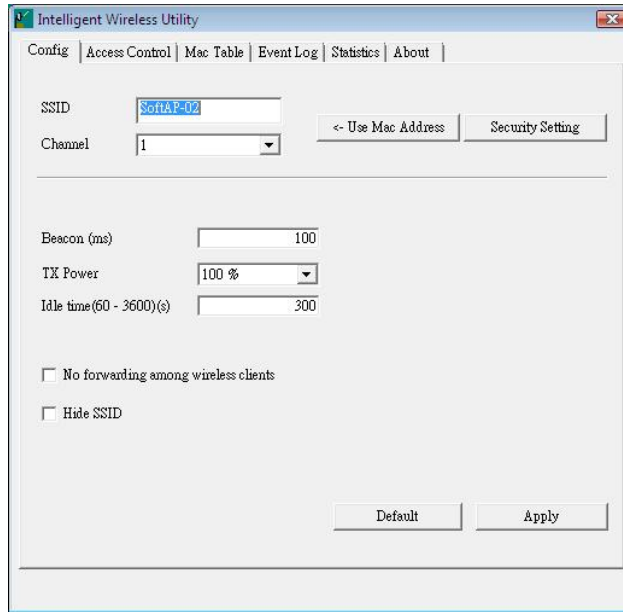 Intelligent Wireless Utility
Config Access Control Mac Table Event Log Statistics About
SSID SoftAP-02
<- Use Mac Address Security Setting
Channel 1
Beacon (ms) 100
TX Power 100 %
Idle time(60 - 3600)(s) 300
No forwarding among wireless clients
Hide SSID
Default Apply